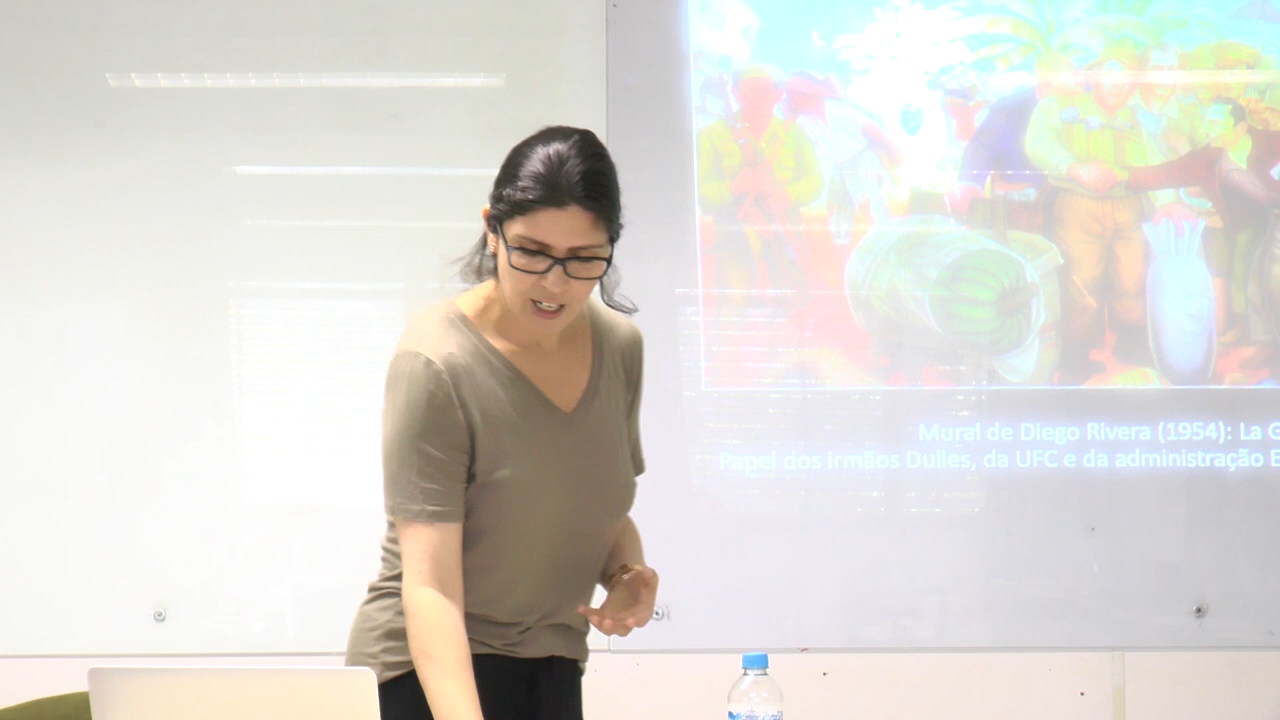 Mural de Diego Rivera (1954): La G
Papel dos irmãos Dulles, da UFC e da administração E